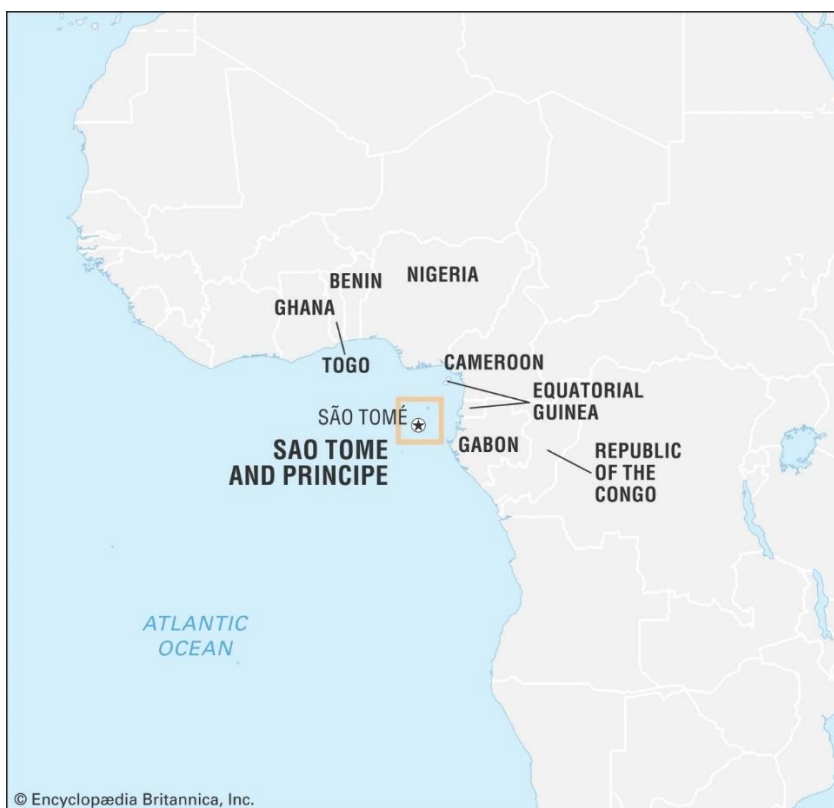 BENIN
NIGERIA
GHANA
TOGO
CAMEROON
EQUATORIAL
GUINEA
SÃO TOMÉ
SAO TOME
AND PRINCIPE
GABON
REPUBLIC
OF THE
CONGO
ATLANTIC
OCEAN
© Encyclopædia Britannica, Inc.